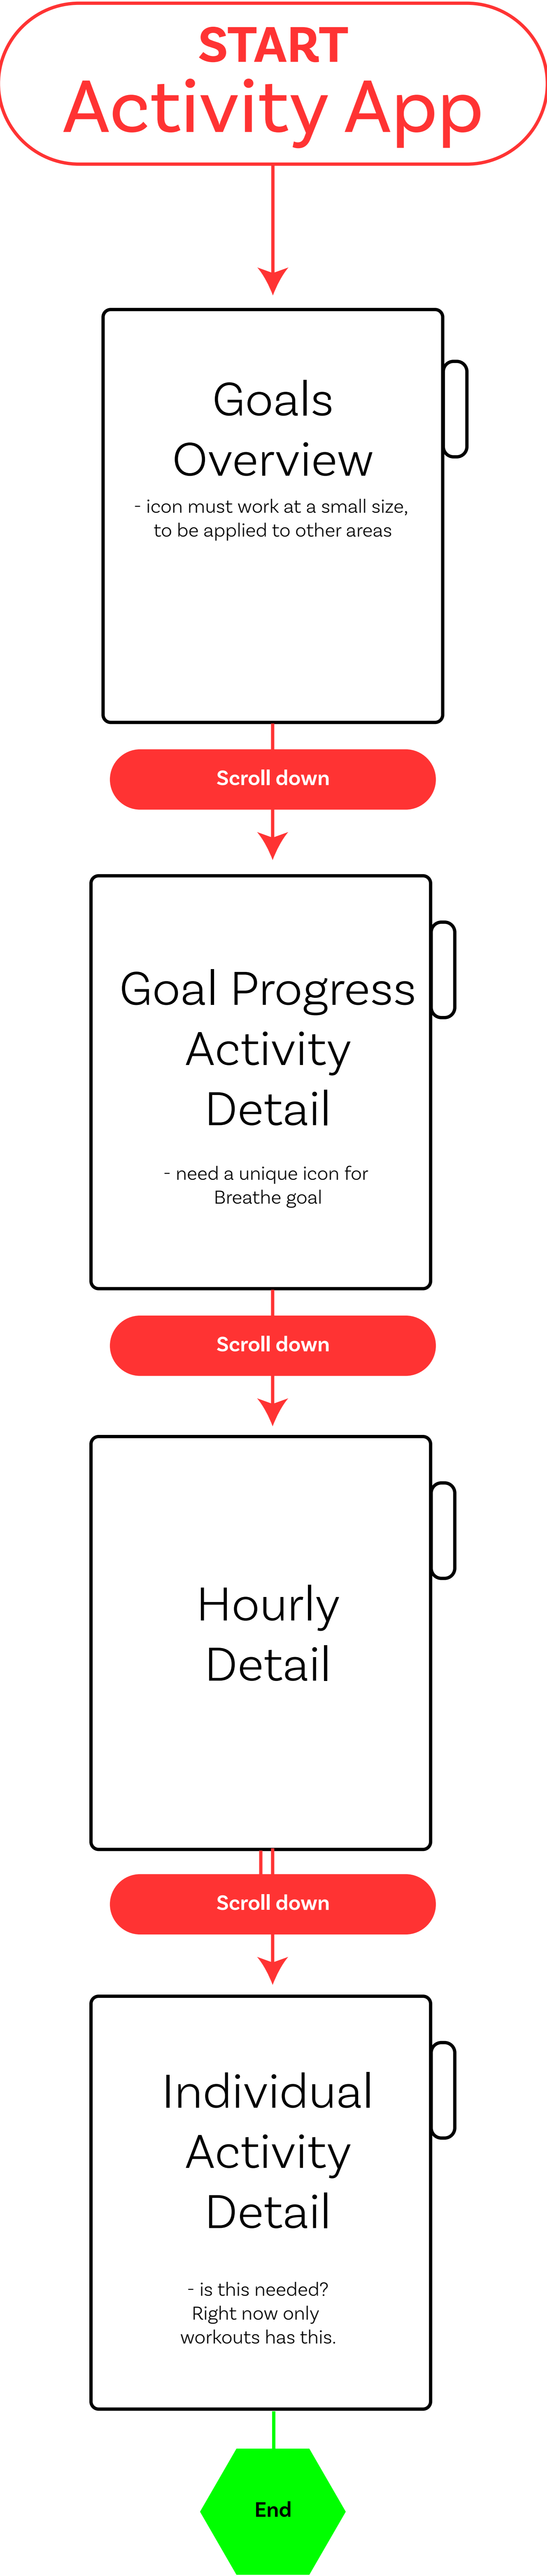 START
Activity App
Goals
Overview
- icon must work at a small size,
to be applied to other areas
Scroll down
Goal Progress
Activity
Detail
- need a unique icon for
Breathe goal
Scroll down
Hourly
Detail
Scroll down
Individual
Activity
Detail
- is this needed?
Right now only
workouts has this.
End